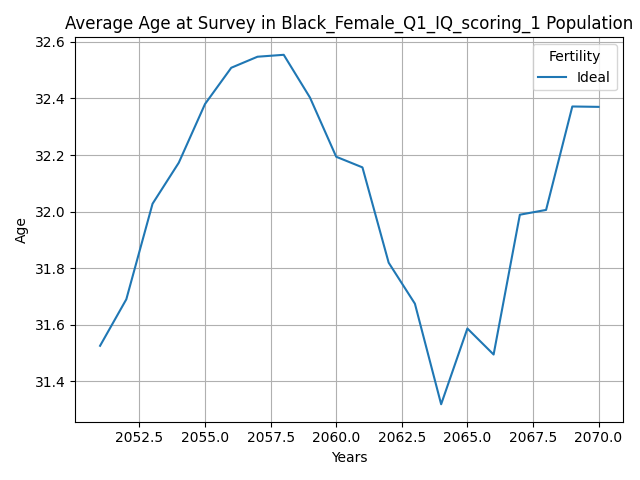 Average Age at Survey in Black_Female_Q1_IQ_scoring_1 Population
32.6
32.4
32.2
32.0
31.8
31.6
31.4
Age
Fertility
Ideal
2052.5 2055.0 2057.5 2060.0 2062.5 2065.0 2067.5 2070.0
Years